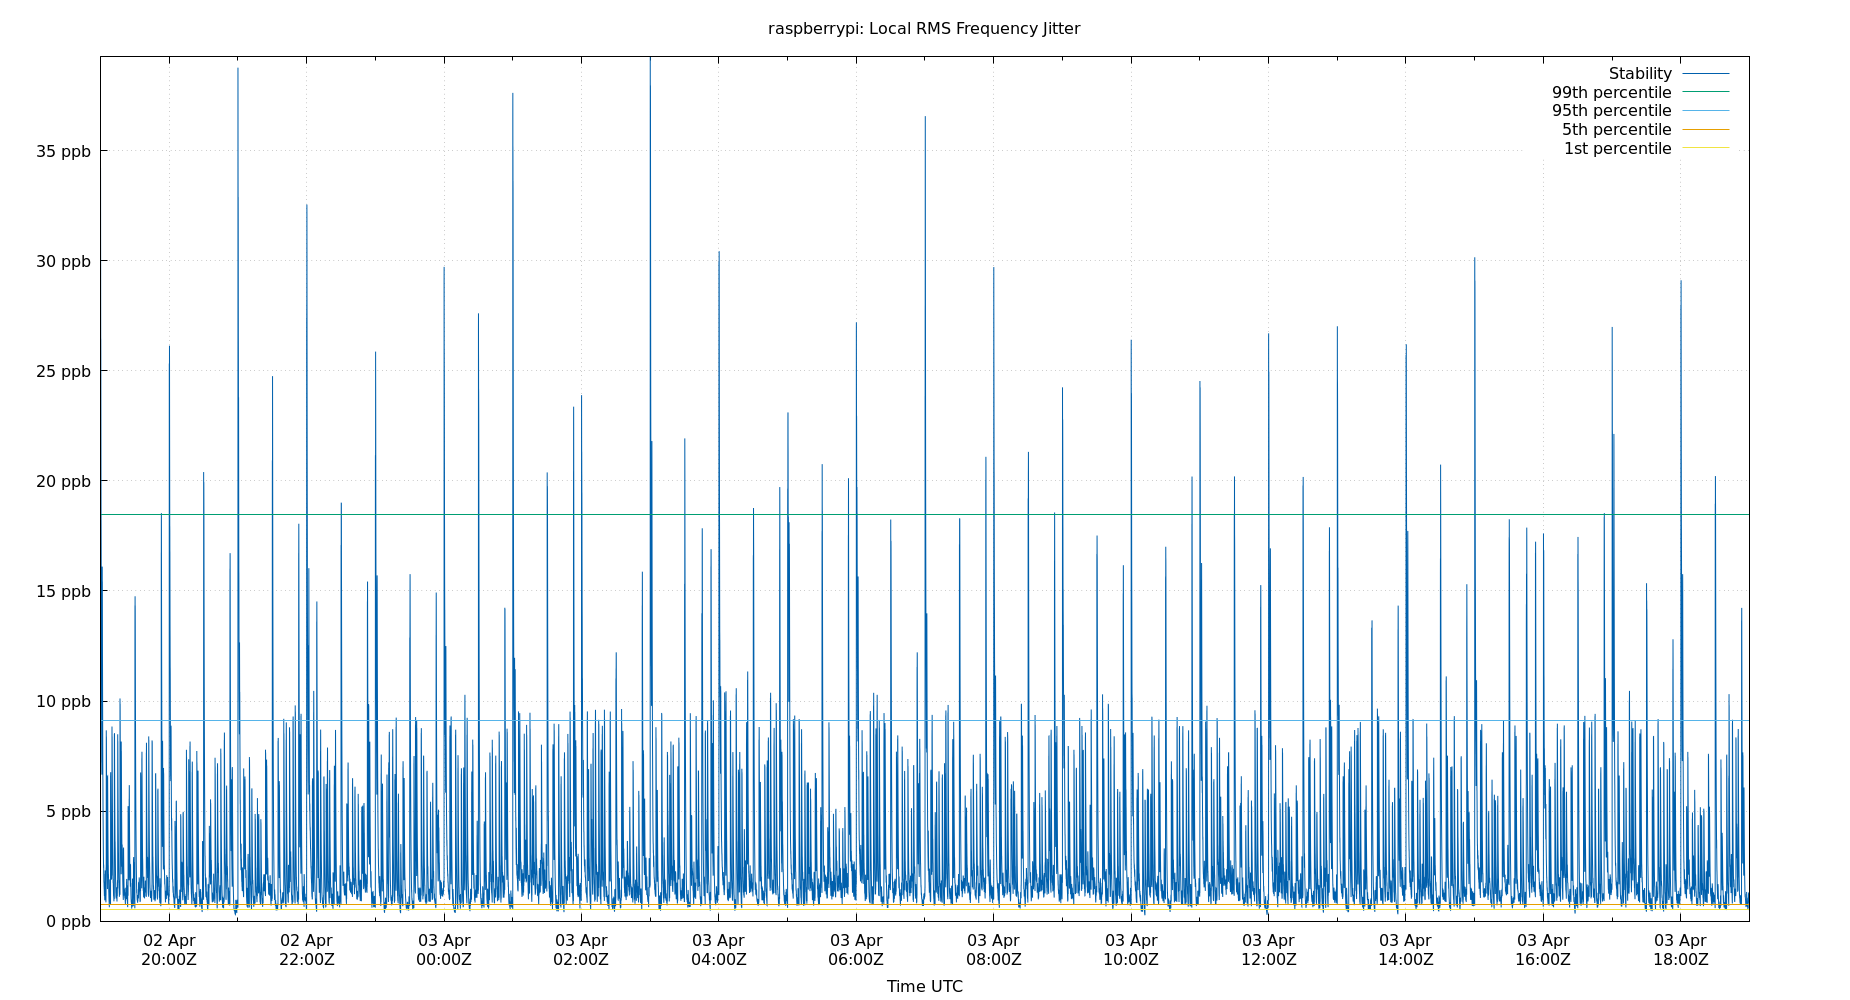 raspberrypi: Local RMS Frequency Jitter
Stability
99th percentile
95th percentile
5th percentile
1st percentile
35 ppb
30 ppb
25 ppb
20 ppb
15 ppb
10 ppb
5 ppb
0 ppb
02 Apr 02 Apr 03 Apr 03 Apr 03 Apr 03 Apr 03 Apr 03 Apr 03 Apr 03 Apr 03 Apr 03 Apr
20:00Z 22:00Z 00:00Z 02:00Z 04:00Z 06:00Z 08:00Z 10:00Z 12:00Z 14:00Z 16:00Z 18:00Z
Time UTC